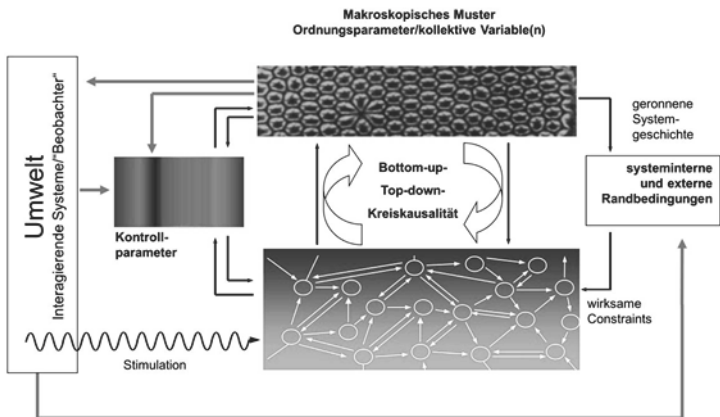 Makroskopisches Muster
Ordnungsparameter/kollektive Variable(n)
Umwelt
Interagierende Systeme/"Beobachter"
geronnene
System-
geschichte
Bottom-up-
Top-down-
Kreiskausalität
systeminterne
und externe
Randbedingungen
Kontroll-
parameter
wirksame
Constraints
Stimulation